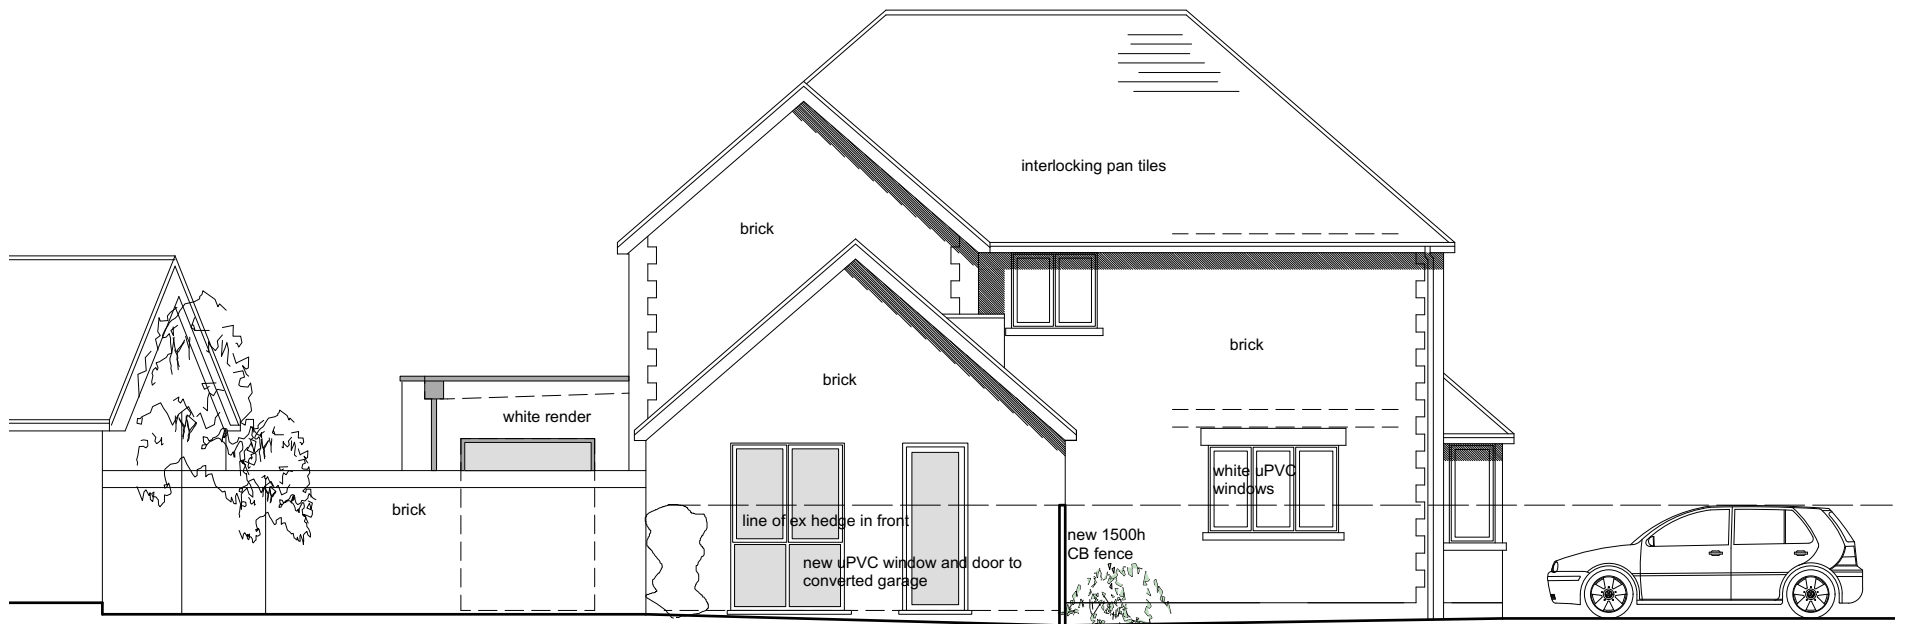 interlocking pan tiles
brick
brick
brick
white render
white uPVC
windows
brick
line of ex hedge in front
new 1500h
CB fence
new uPVC window and door to
converted garage